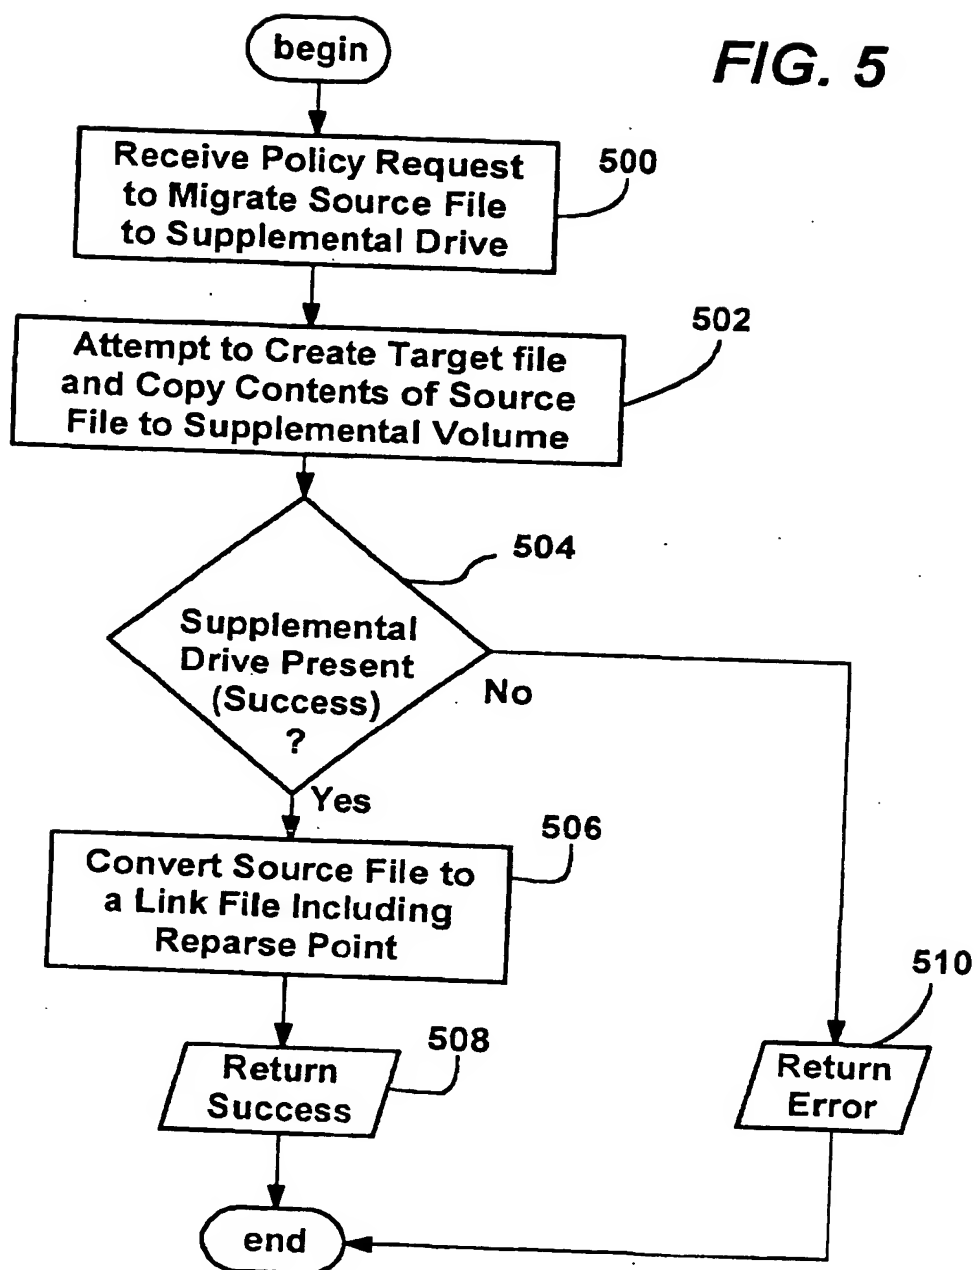 begin
FIG. 5
Receive Policy Request
to Migrate Source File
to Supplemental Drive
500
Attempt to Create Target file
and Copy Contents of Source
File to Supplemental Volume
502
504
Supplemental
Drive Present
(Success)
?
No
Yes
Convert Source File to
a Link File Including
Reparse Point
506
Return
Success
508
Return
Error
510
end